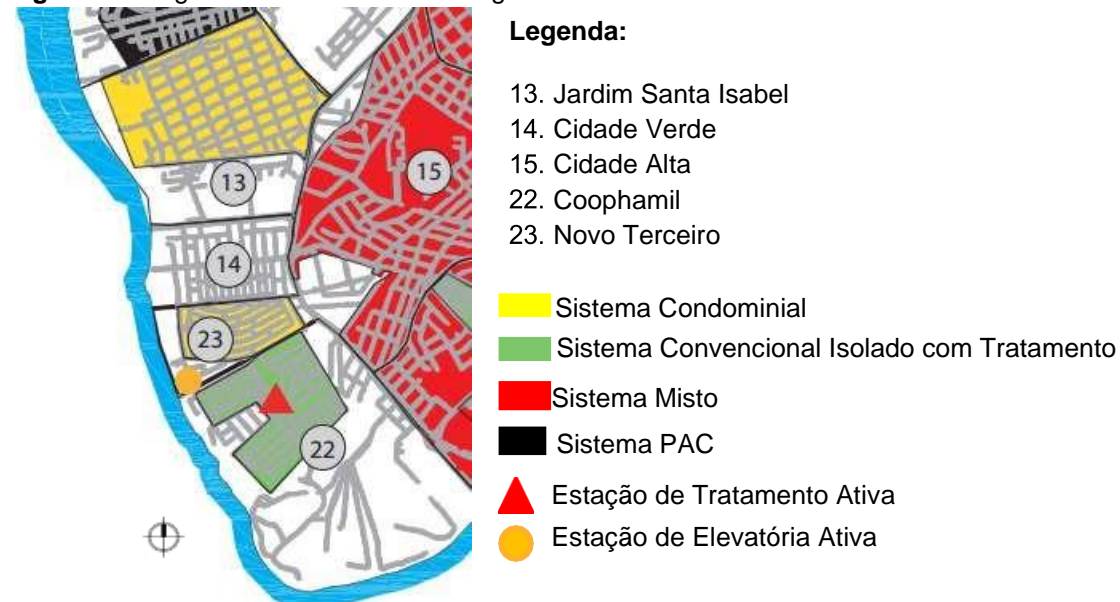 Legenda:
13. Jardim Santa Isabel
14. Cidade Verde
15. Cidade Alta
22. Coophamil
23. Novo Terceiro
Sistema Condominial
Sistema Convencional Isolado com Tratamento
Sistema Misto
Sistema PAC
Estação de Tratamento Ativa
Estação de Elevatória Ativa
13
15
14
23
22